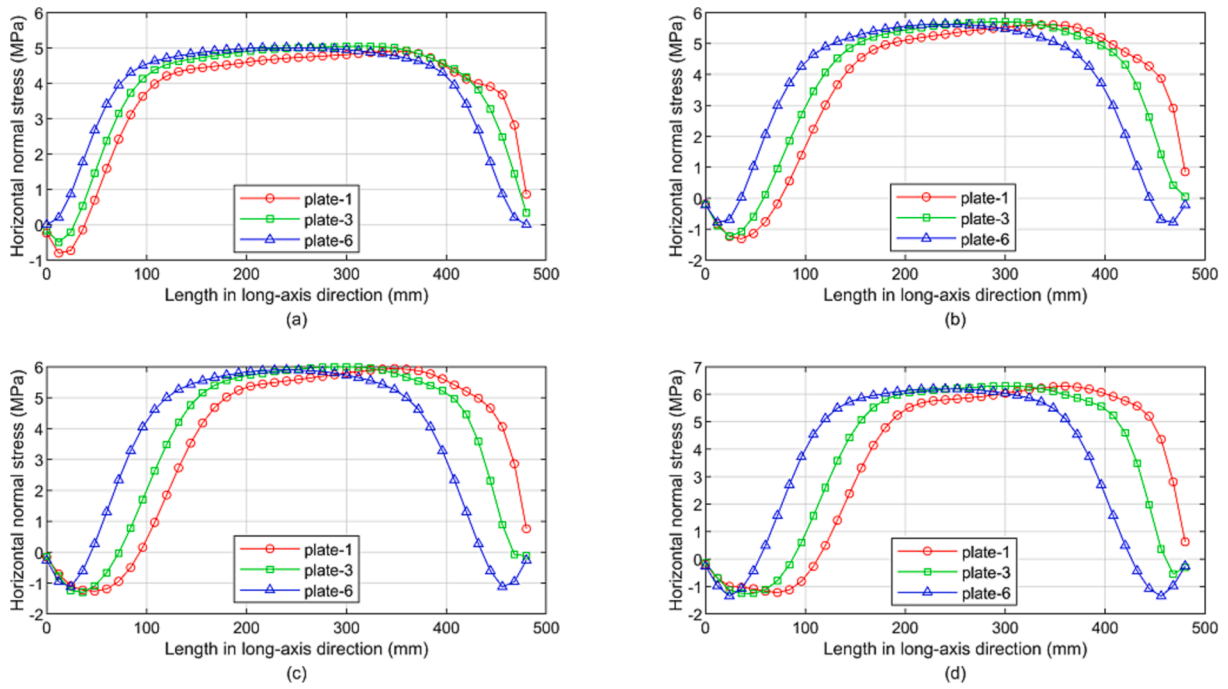 6
5
4
3
2
1
0
-1
Horizontal normal stress (MPa)
plate-1
plate-3
plate-6
0 100 200 300 400 500
Length in long-axis direction (mm)
(a)
6
5
4
3
2
1
0
-1
-2
Horizontal normal stress (MPa)
plate-1
plate-3
plate-6
0 100 200 300 400 500
Length in long-axis direction (mm)
(b)
6
5
4
3
2
1
0
-1
-2
Horizontal normal stress (MPa)
plate-1
plate-3
plate-6
0 100 200 300 400 500
Length in long-axis direction (mm)
(c)
7
6
5
4
3
2
1
0
-1
-2
Horizontal normal stress (MPa)
plate-1
plate-3
plate-6
0 100 200 300 400 500
Length in long-axis direction (mm)
(d)